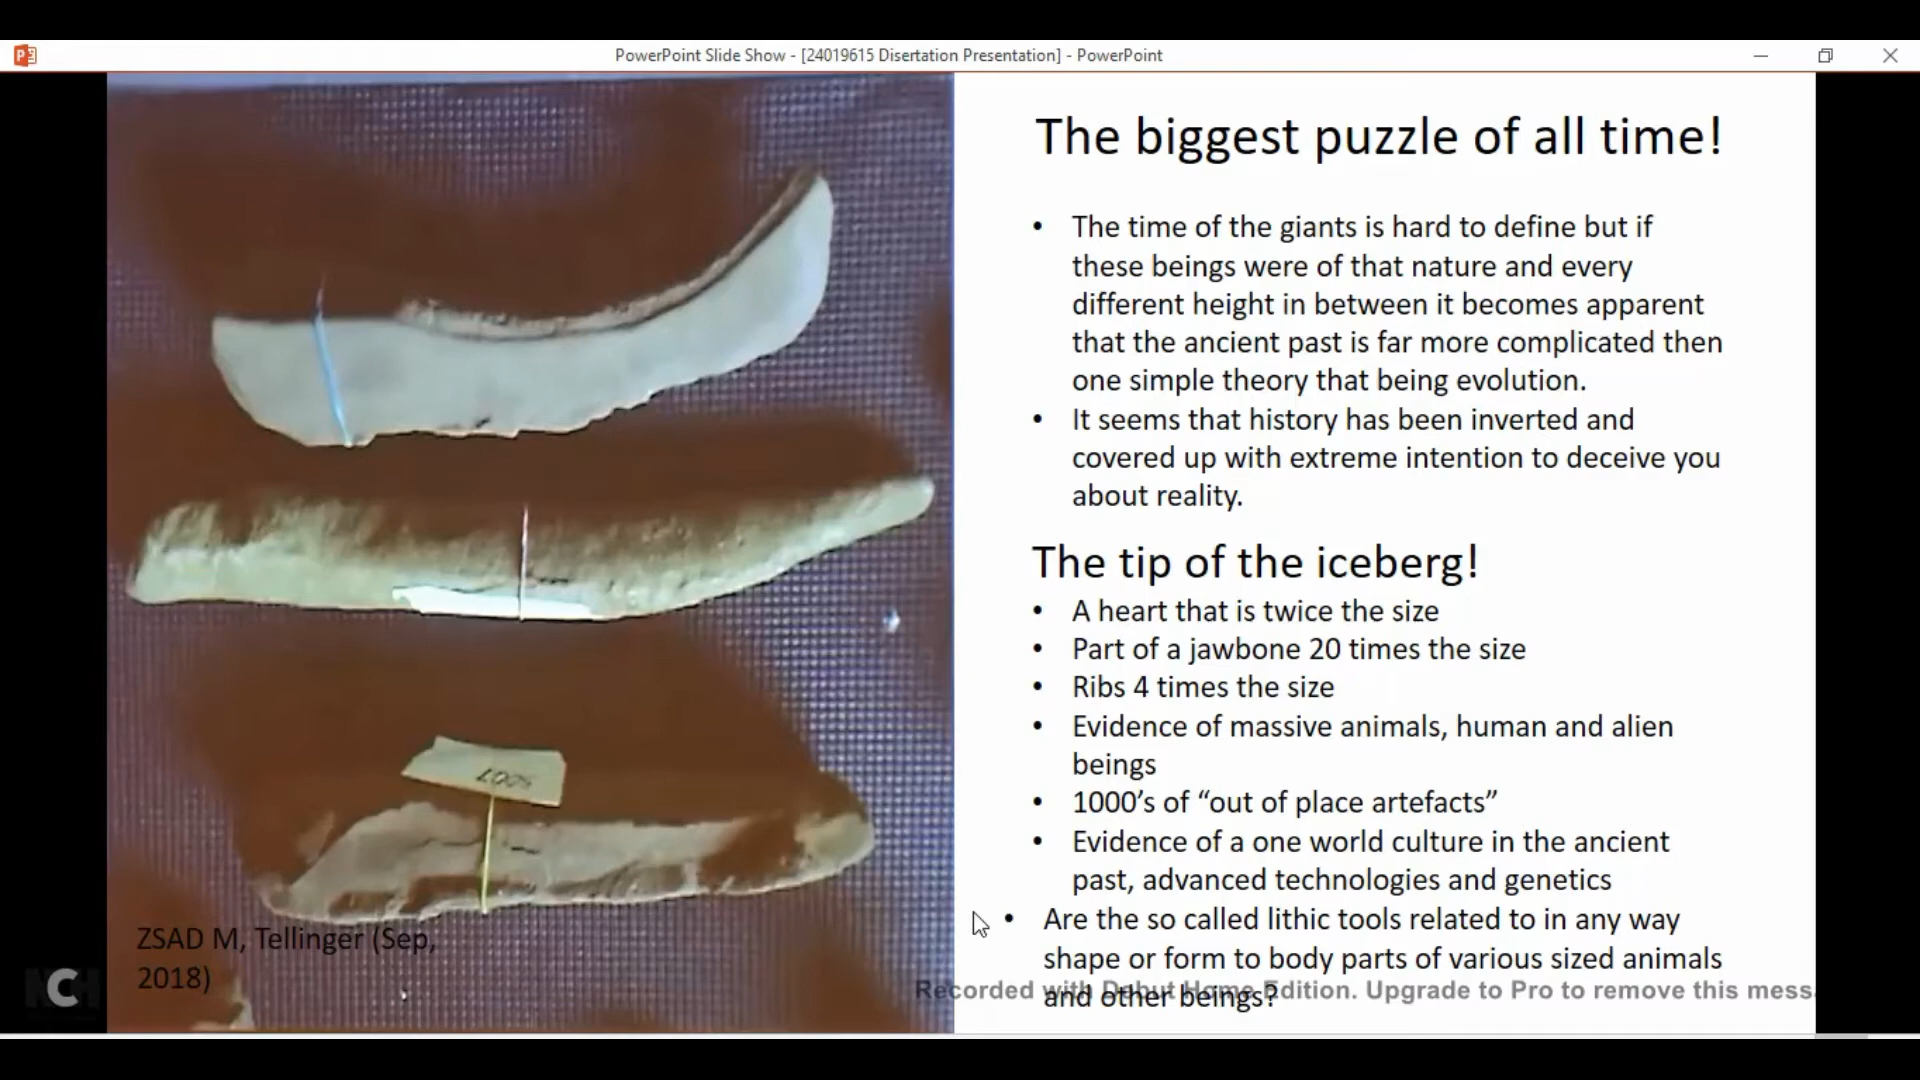 PowerPoint Slide Show - [24019615 Disertation Presentation] - PowerPoint
The biggest puzzle of all time!
• The time of the giants is hard to define but if
these beings were of that nature and every
different height in between it becomes apparent
that the ancient past is far more complicated then
one simple theory that being evolution.
• It seems that history has been inverted and
covered up with extreme intention to deceive you
about reality.
The tip of the iceberg!
• A heart that is twice the size
• Part of a jawbone 20 times the size
• Ribs 4 times the size
• Evidence of massive animals, human and alien
beings
• 1000’s of “out of place artefacts”
• Evidence of a one world culture in the ancient
past, advanced technologies and genetics
• Are the so called lithic tools related to in any way
shape or form to body parts of various sized animals
and other beings?
Recorded with Debut Home Edition. Upgrade to Pro to remove this mess
ZSAD M, Tellinger (Sep,
2018)
NCH